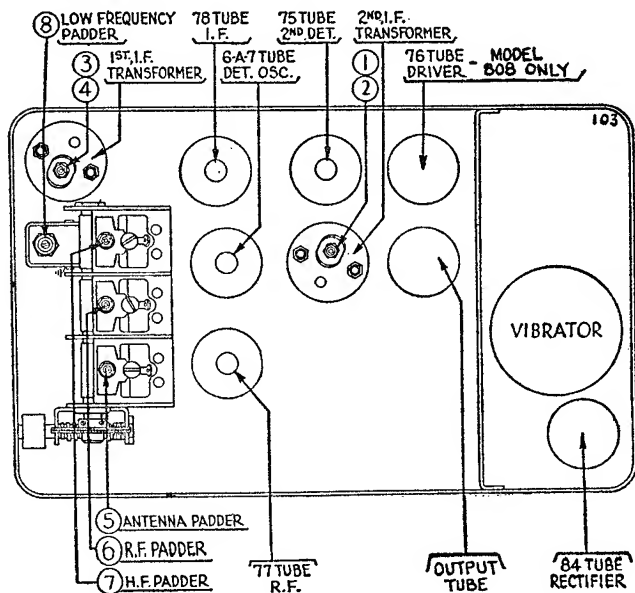 ⑧ LOW FREQUENCY
PADDER
③ 1ST, I.F.
④ TRANSFORMER
78 TUBE
I.F.
6-A-7 TUBE
DET. OSC.
75 TUBE
2ND. DET.
2ND, I.F.
TRANSFORMER
①
②
76 TUBE
DRIVER - MODEL
808 ONLY
103
VIBRATOR
⑤ ANTENNA PADDER
⑥ R.F. PADDER
⑦ H.F. PADDER
77 TUBE
R.F.
OUTPUT
TUBE
84 TUBE
RECTIFIER